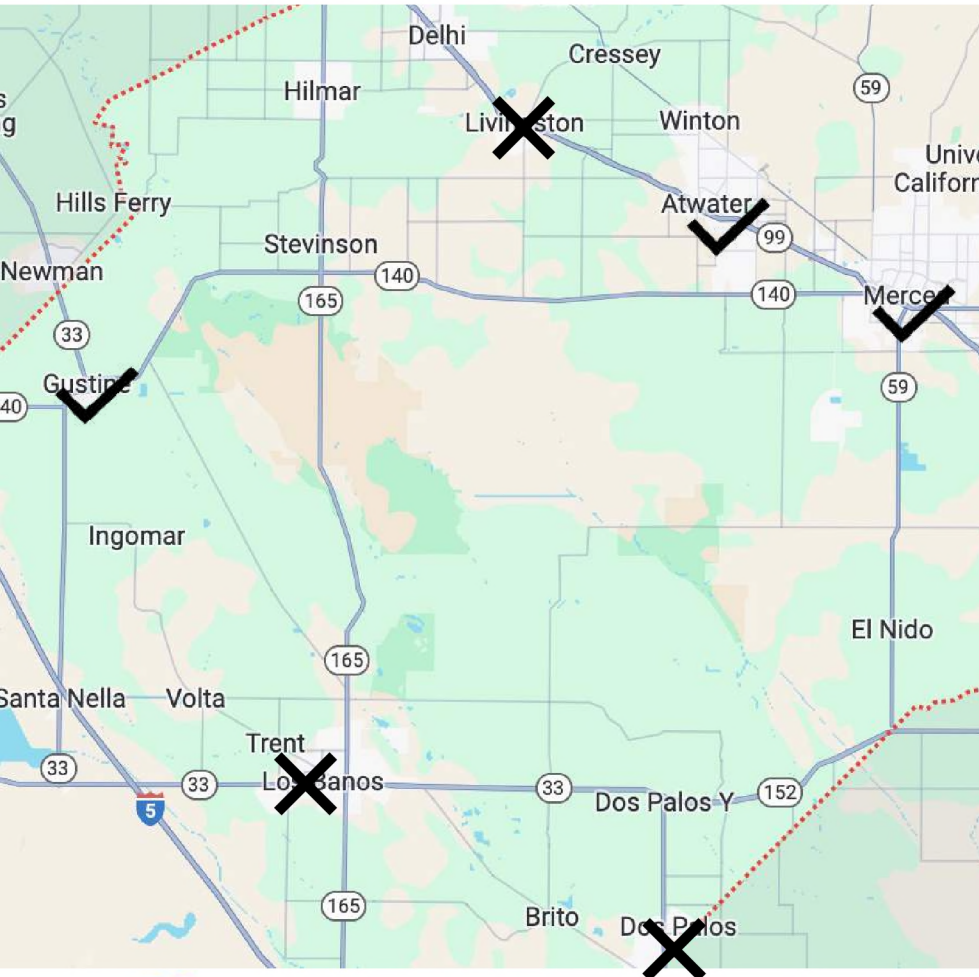 Delhi
Cressey
59
Hilmar
s
g
Livingston
Winton
Unive
Californ
Hills Ferry
Atwater
99
Stevinson
Newman
140
140
Merced
165
33
Gustine
59
40
Ingomar
El Nido
165
Santa Nella
Volta
Trent
33
33
Los Banos
33
Dos Palos Y
152
5
165
Brito
Dos Palos